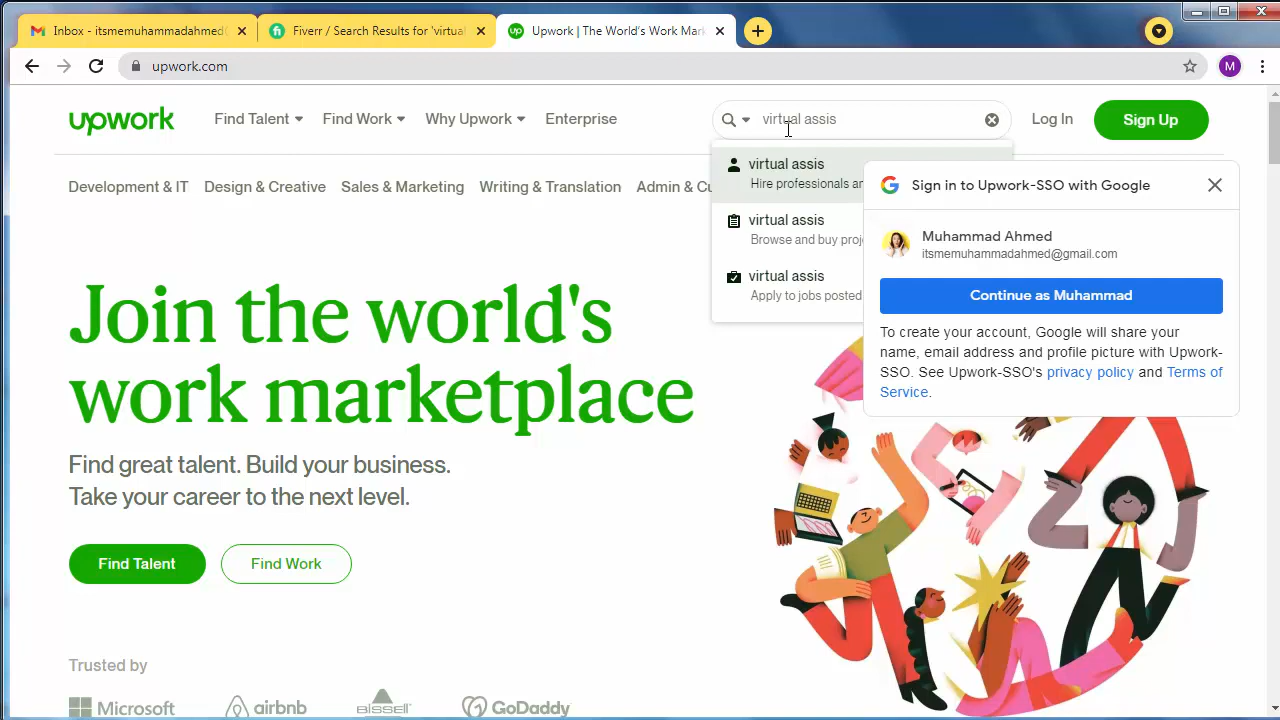 Inbox - itsmemuhammadahmed
Fiverr / Search Results for 'virtual
up
Upwork | The World's Work Mar
upwork.com
M
upwork
Find Talent
Find Work
Why Upwork
Enterprise
virtual assis
Log In
Sign Up
Development & IT
Design & Creative
Sales & Marketing
Writing & Translation
Admin & Cu
virtual assis
Hire professionals an
virtual assis
Browse and buy proj
virtual assis
Apply to jobs posted
Sign in to Upwork-SSO with Google
Muhammad Ahmed
itsmemuhammadahmed@gmail.com
Continue as Muhammad
To create your account, Google will share your
name, email address and profile picture with Upwork-
SSO. See Upwork-SSO's privacy policy and Terms of
Service.
Join the world's
work marketplace
Find great talent. Build your business.
Take your career to the next level.
Find Talent
Find Work
Trusted by
Microsoft
airbnb
BISSELL
GoDaddy